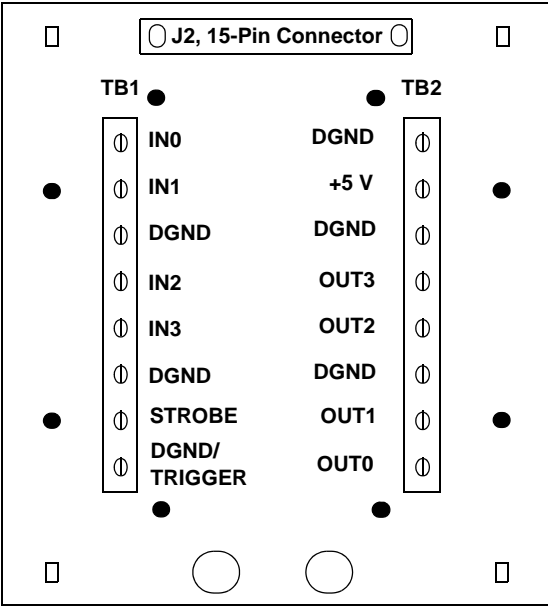 J2, 15-Pin Connector
TB1
TB2
IN0
DGND
IN1
+5 V
DGND
DGND
IN2
OUT3
IN3
OUT2
DGND
DGND
STROBE
OUT1
DGND/
TRIGGER
OUT0